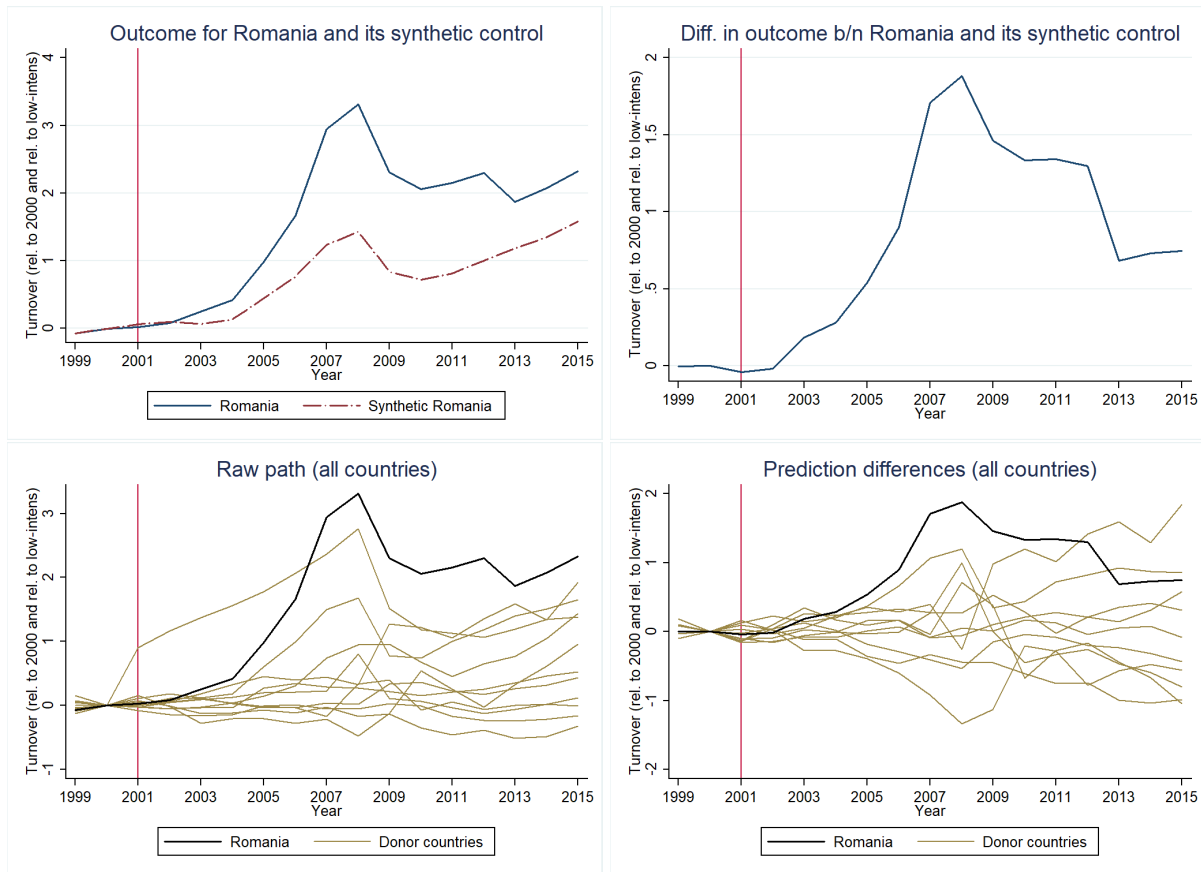 Outcome for Romania and its synthetic control
Turnover (rel. to 2000 and rel. to low-intens)
4
3
2
1
0
1999 2001 2003 2005 2007 2009 2011 2013 2015
Year
Romania Synthetic Romania
Diff. in outcome b/n Romania and its synthetic control
Turnover (rel. to 2000 and rel. to low-intens)
2
1.5
1
.5
0
1999 2001 2003 2005 2007 2009 2011 2013 2015
Year
Raw path (all countries)
Turnover (rel. to 2000 and rel. to low-intens)
3
2
1
0
-1
1999 2001 2003 2005 2007 2009 2011 2013 2015
Year
Romania Donor countries
Prediction differences (all countries)
Turnover (rel. to 2000 and rel. to low-intens)
2
1
0
-1
-2
1999 2001 2003 2005 2007 2009 2011 2013 2015
Year
Romania Donor countries